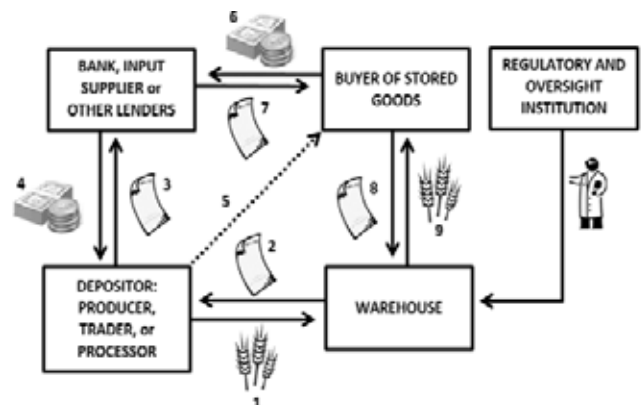 6
BANK, INPUT
SUPPLIER or
OTHER LENDERS
BUYER OF STORED
GOODS
REGULATORY AND
OVERSIGHT
INSTITUTION
7
4
3
5
8
9
2
DEPOSITOR:
PRODUCER,
TRADER, or
PROCESSOR
WAREHOUSE
1